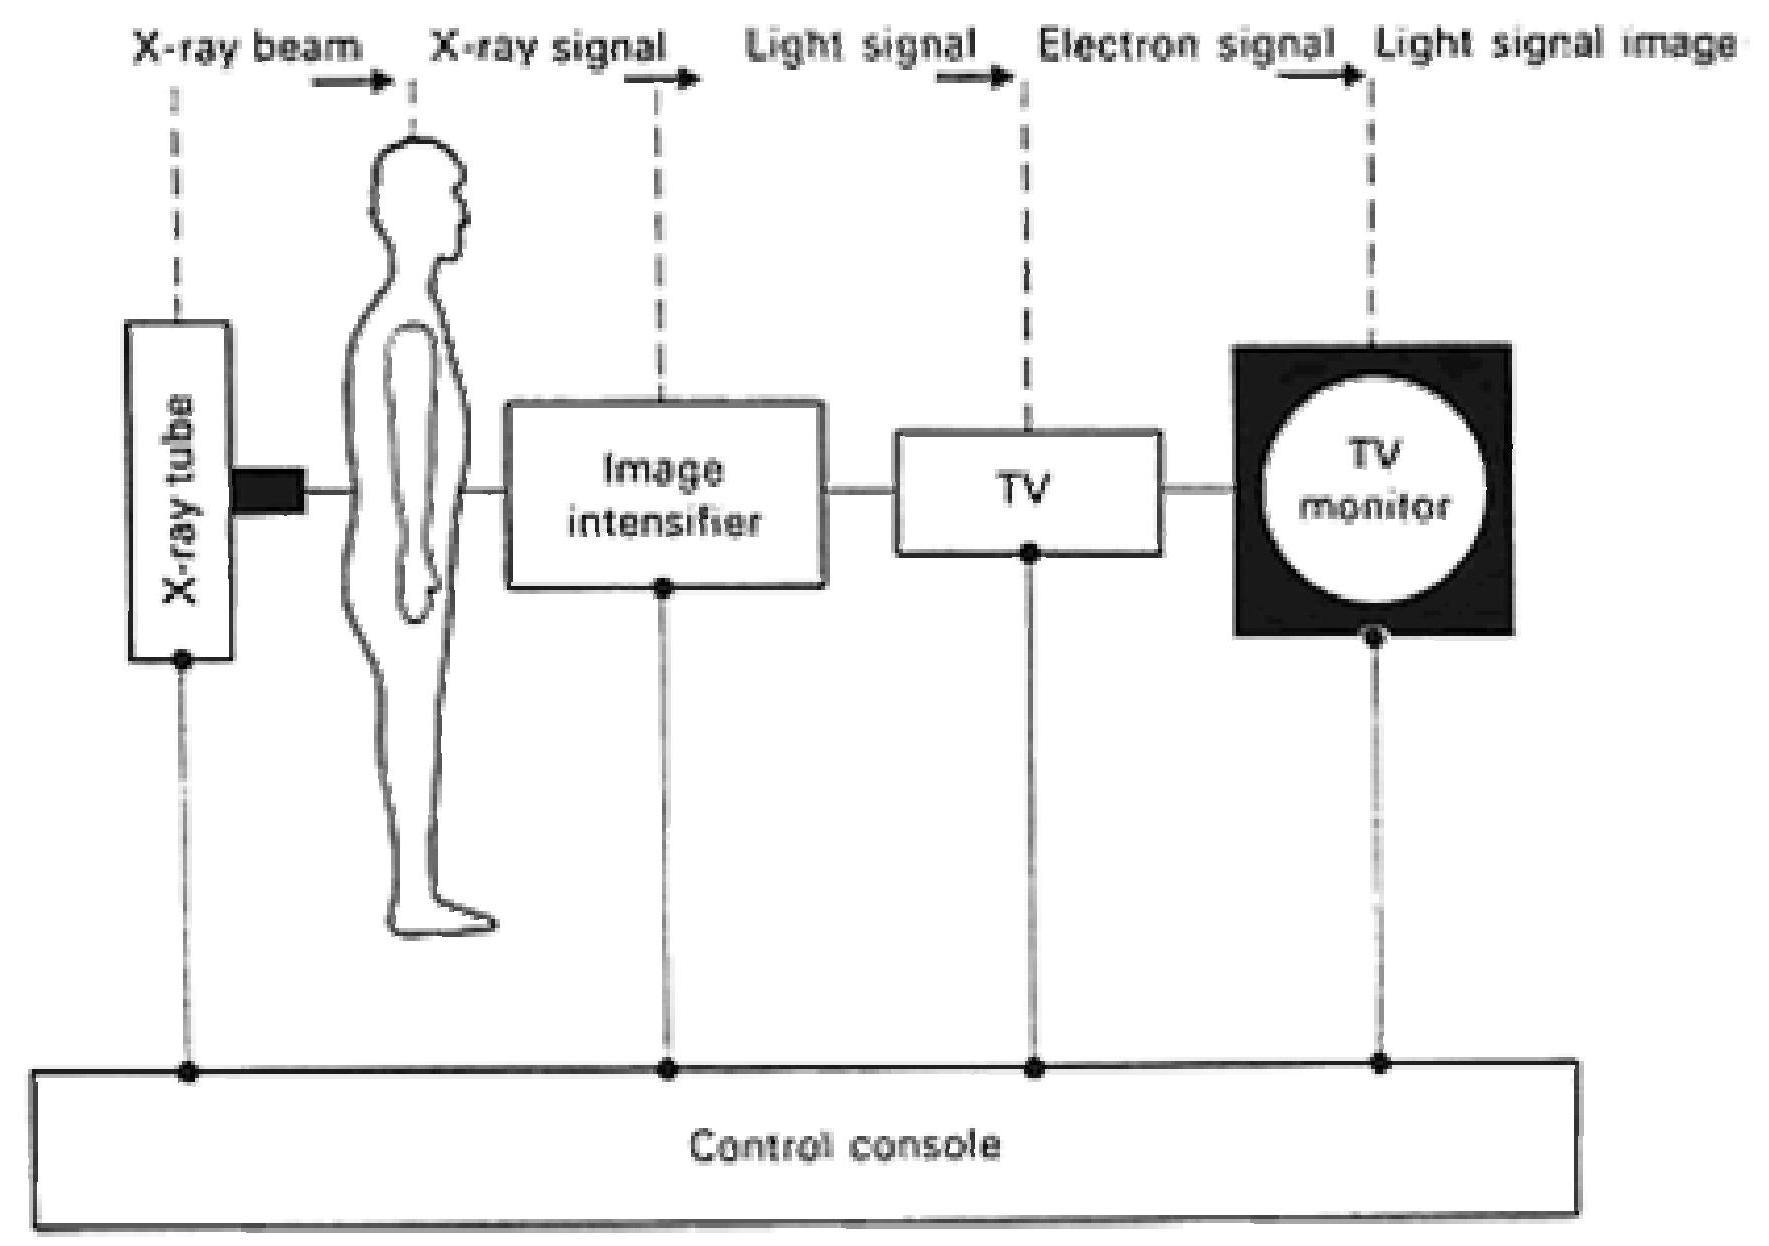 X-ray beam X-ray signal Light signal Electron signal Light signal image
X-ray tube
Image
intensifier
TV
TV
monitor
Control console